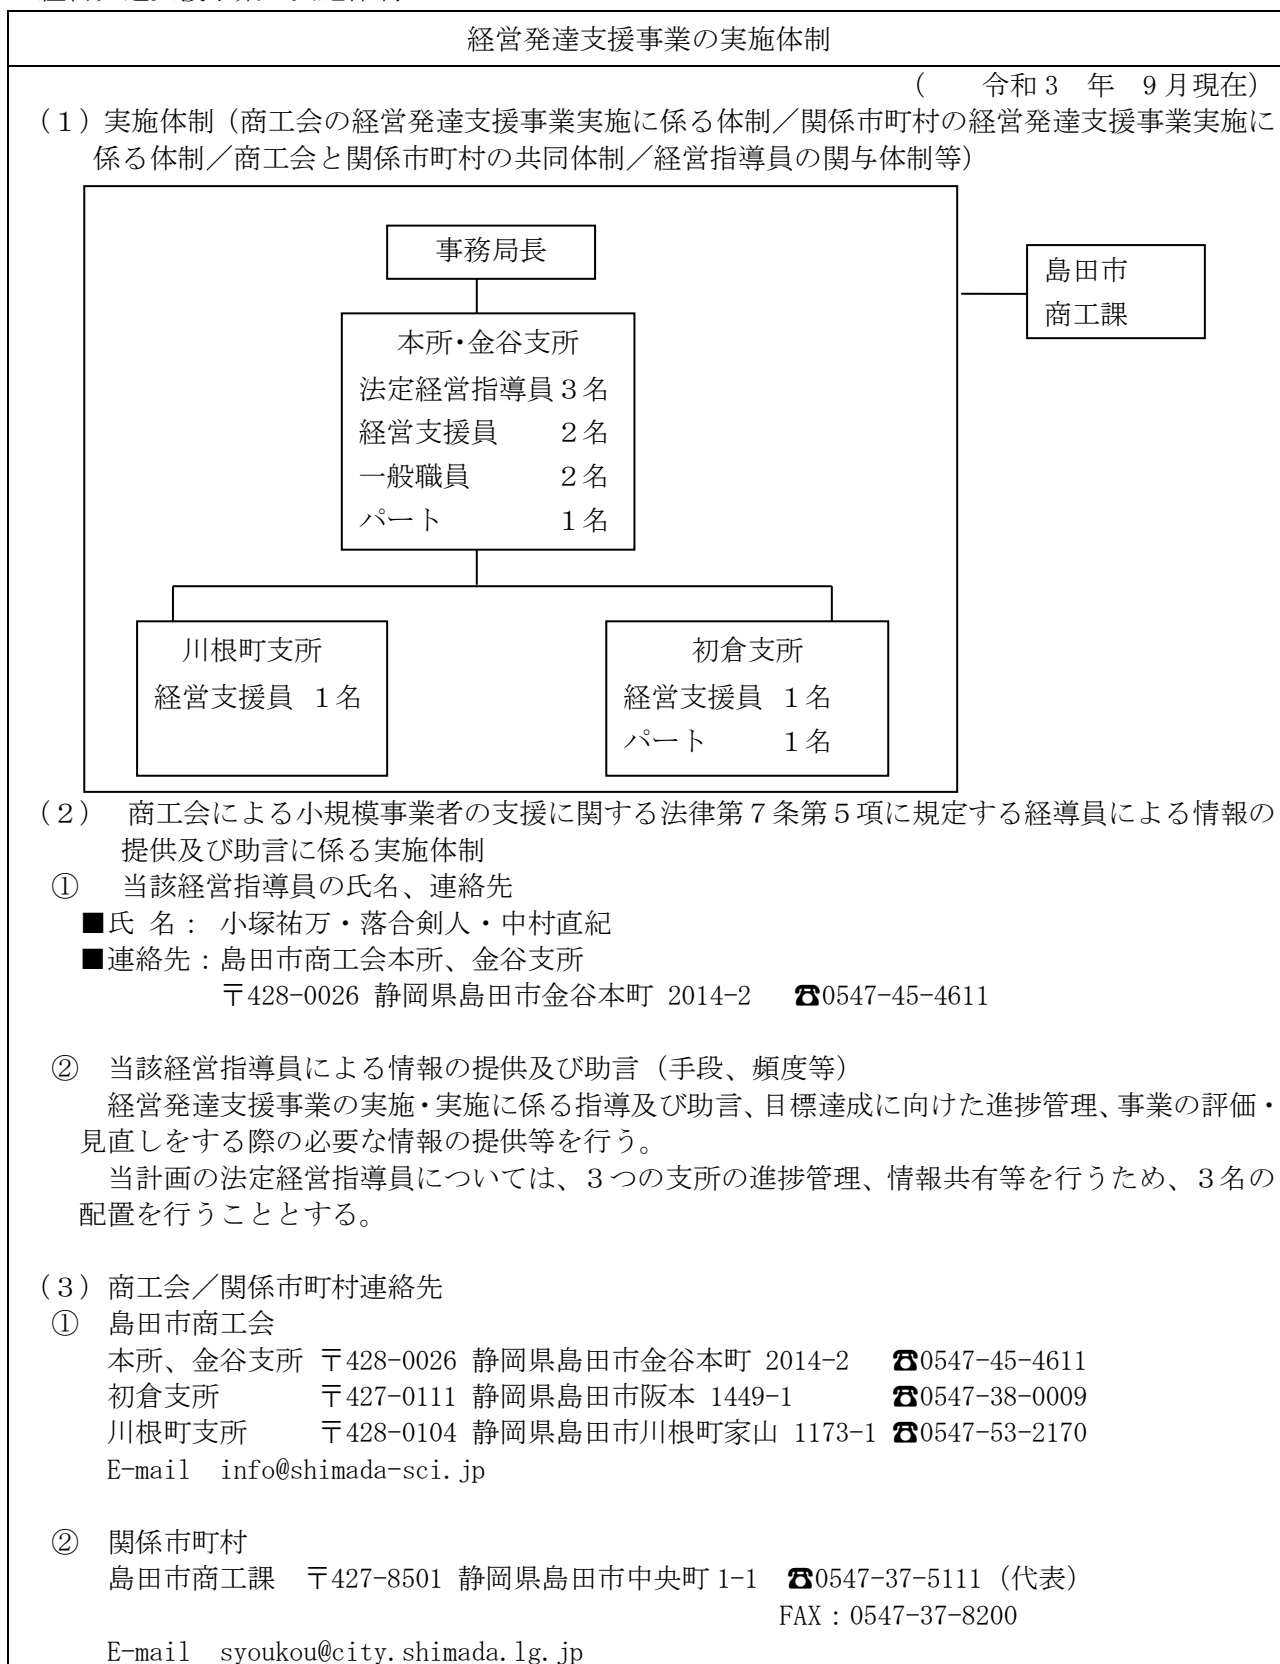 経営発達支援事業の実施体制
(　　令和３　年　９月現在)
（１）実施体制（商工会の経営発達支援事業実施に係る体制／関係市町村の経営発達支援事業実施に
係る体制／商工会と関係市町村の共同体制／経営指導員の関与体制等）
事務局長
島田市
商工課
本所･金谷支所
法定経営指導員３名
経営支援員　　２名
一般職員　　　２名
パート　　　　１名
川根町支所
経営支援員 １名
初倉支所
経営支援員 １名
パート　　 １名
（２）　商工会による小規模事業者の支援に関する法律第７条第５項に規定する経導員による情報の
提供及び助言に係る実施体制
①　当該経営指導員の氏名、連絡先
■氏 名： 小塚祐万・落合剣人・中村直紀
■連絡先：島田市商工会本所、金谷支所
〒428-0026 静岡県島田市金谷本町 2014-2　☎0547-45-4611
②　当該経営指導員による情報の提供及び助言（手段、頻度等）
経営発達支援事業の実施･実施に係る指導及び助言、目標達成に向けた進捗管理、事業の評価・
見直しをする際の必要な情報の提供等を行う。
当計画の法定経営指導員については、３つの支所の進捗管理、情報共有等を行うため、３名の
配置を行うこととする。
（３）商工会／関係市町村連絡先
①　島田市商工会
本所、金谷支所 〒428-0026 静岡県島田市金谷本町 2014-2　☎0547-45-4611
初倉支所　　　 〒427-0111 静岡県島田市阪本 1449-1　　　☎0547-38-0009
川根町支所　　 〒428-0104 静岡県島田市川根町家山 1173-1 ☎0547-53-2170
E-mail　info@shimada-sci.jp
②　関係市町村
島田市商工課　〒427-8501 静岡県島田市中央町 1-1　☎0547-37-5111（代表）
FAX：0547-37-8200
E-mail　syoukou@city.shimada.lg.jp